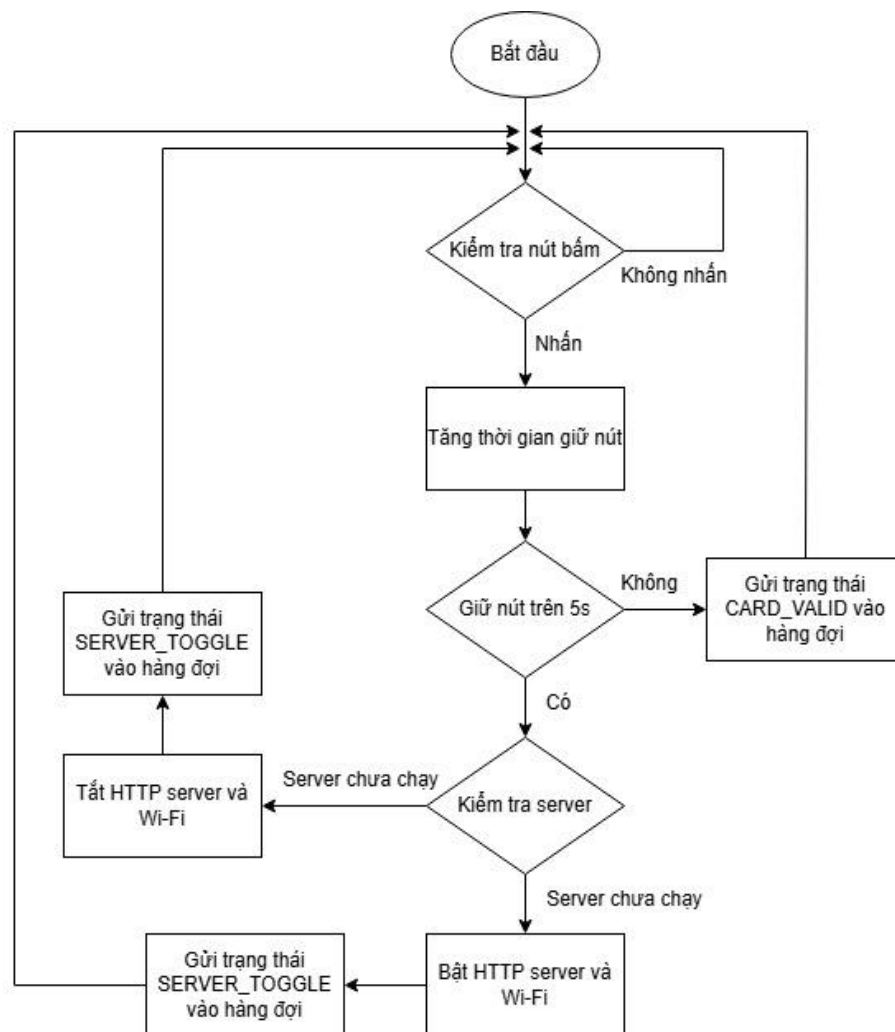 Bắt đầu
Kiểm tra nút bấm
Không nhấn
Nhấn
Tăng thời gian giữ nút
Giữ nút trên 5s
Không
Gửi trạng thái
CARD_VALID vào
hàng đợi
Có
Gửi trạng thái
SERVER_TOGGLE
vào hàng đợi
Kiểm tra server
Server chưa chạy
Tắt HTTP server và
Wi-Fi
Server chưa chạy
Bật HTTP server và
Wi-Fi
Gửi trạng thái
SERVER_TOGGLE
vào hàng đợi